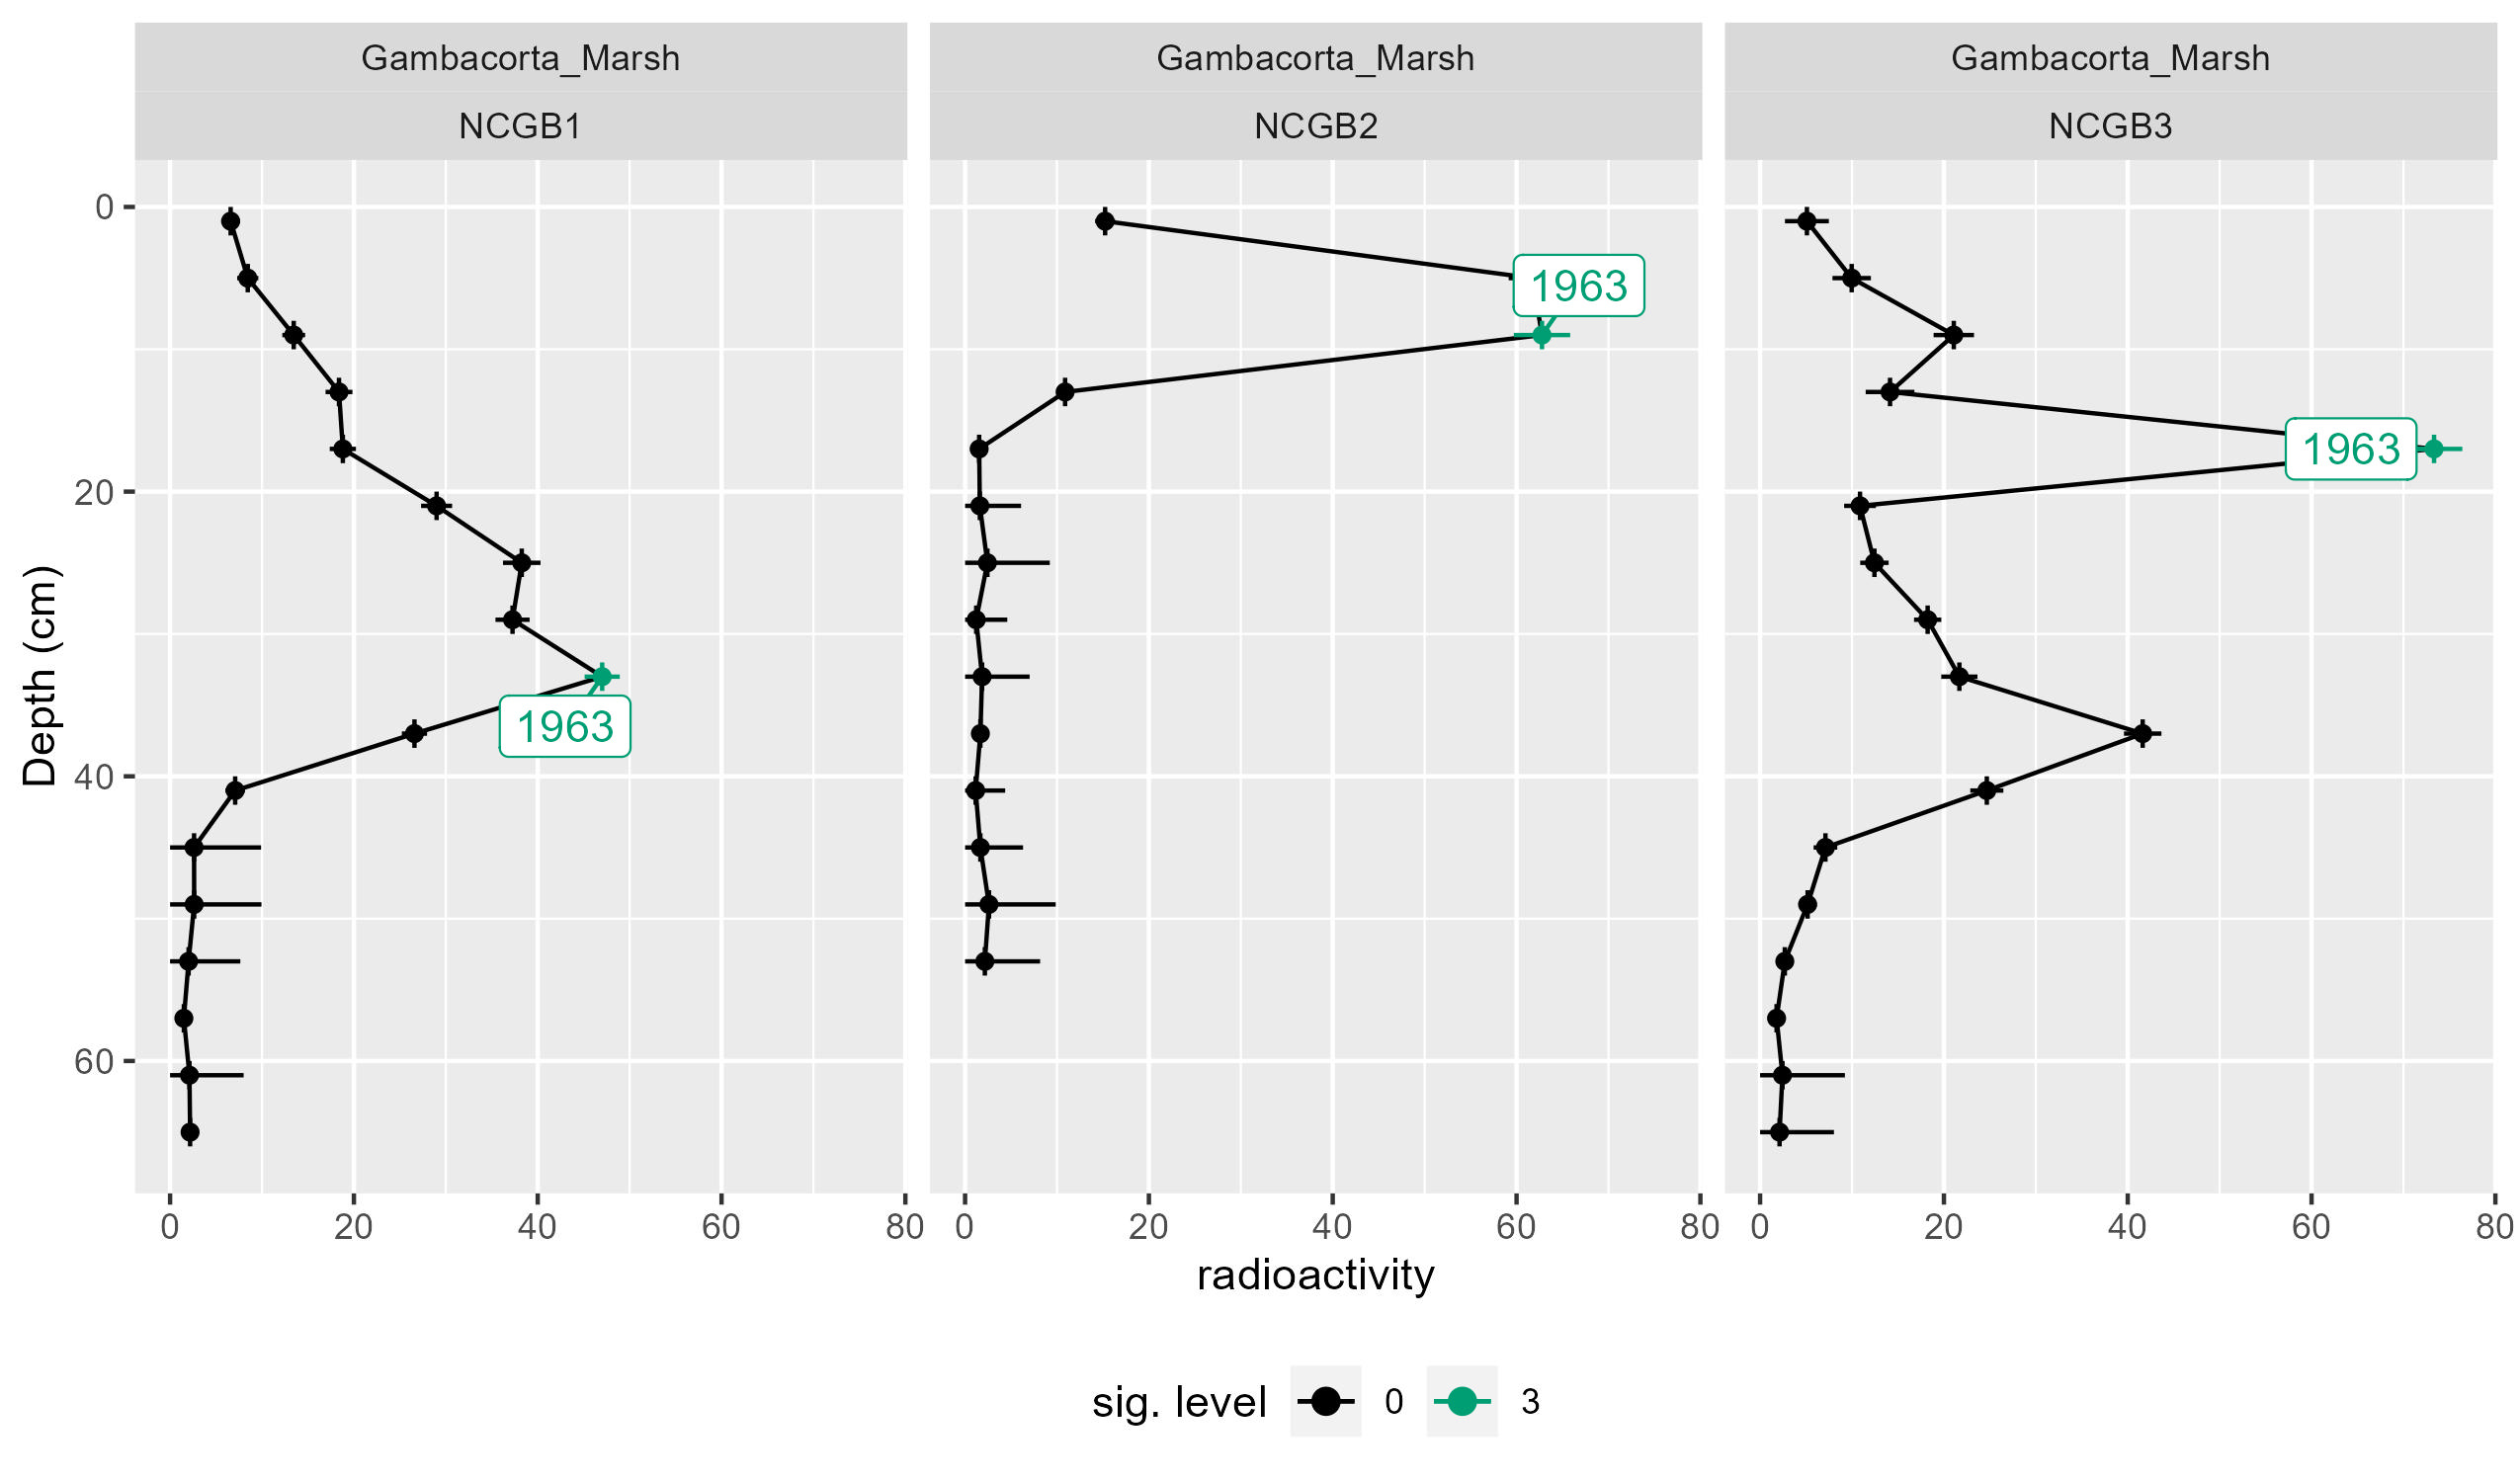 Gambacorta_Marsh Gambacorta_Marsh Gambacorta_Marsh
NCGB1 NCGB2 NCGB3
0
1963
1963
20
Depth (cm)
1963
40
60
0 20 40 60 80 0 20 40 60 80 0 20 40 60 80
radioactivity
sig. level 0 3